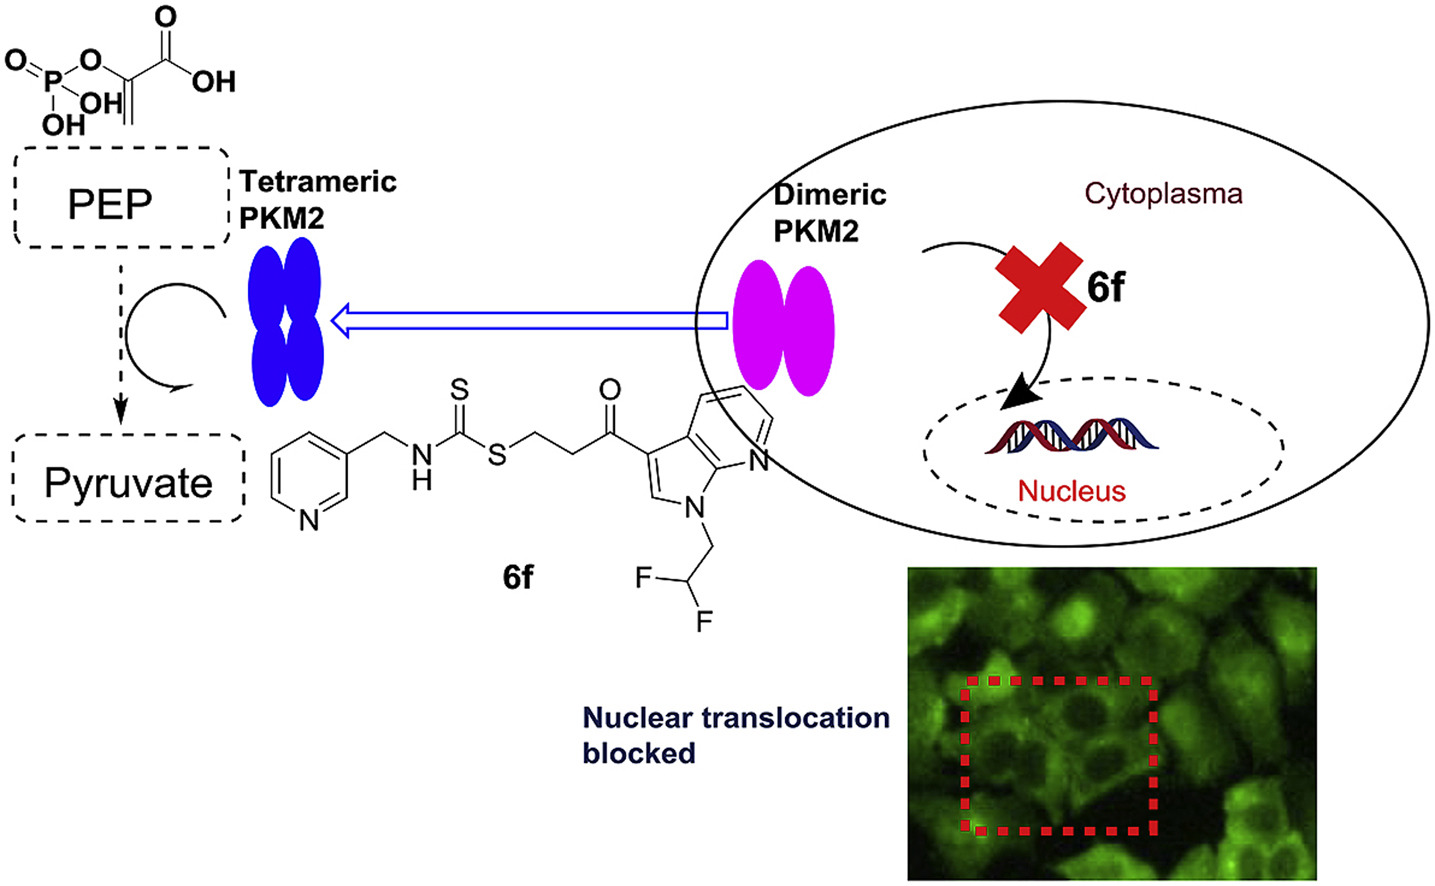 O
O
O
P
OH
OH
OH
PEP
Tetrameric
PKM2
Dimeric
PKM2
Cytoplasma
6f
S
O
N
H
S
N
Pyruvate
N
N
Nucleus
6f
F
F
Nuclear translocation
blocked